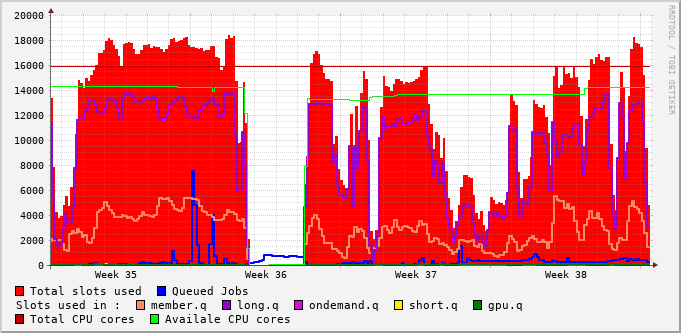 RRDTOOL / TOBI OETIKER
20000
18000
16000
14000
12000
10000
8000
6000
4000
2000
0
Week 35 Week 36 Week 37 Week 38
Total slots used Queued Jobs
Slots used in : member.q long.q ondemand.q short.q gpu.q
Total CPU cores Availale CPU cores